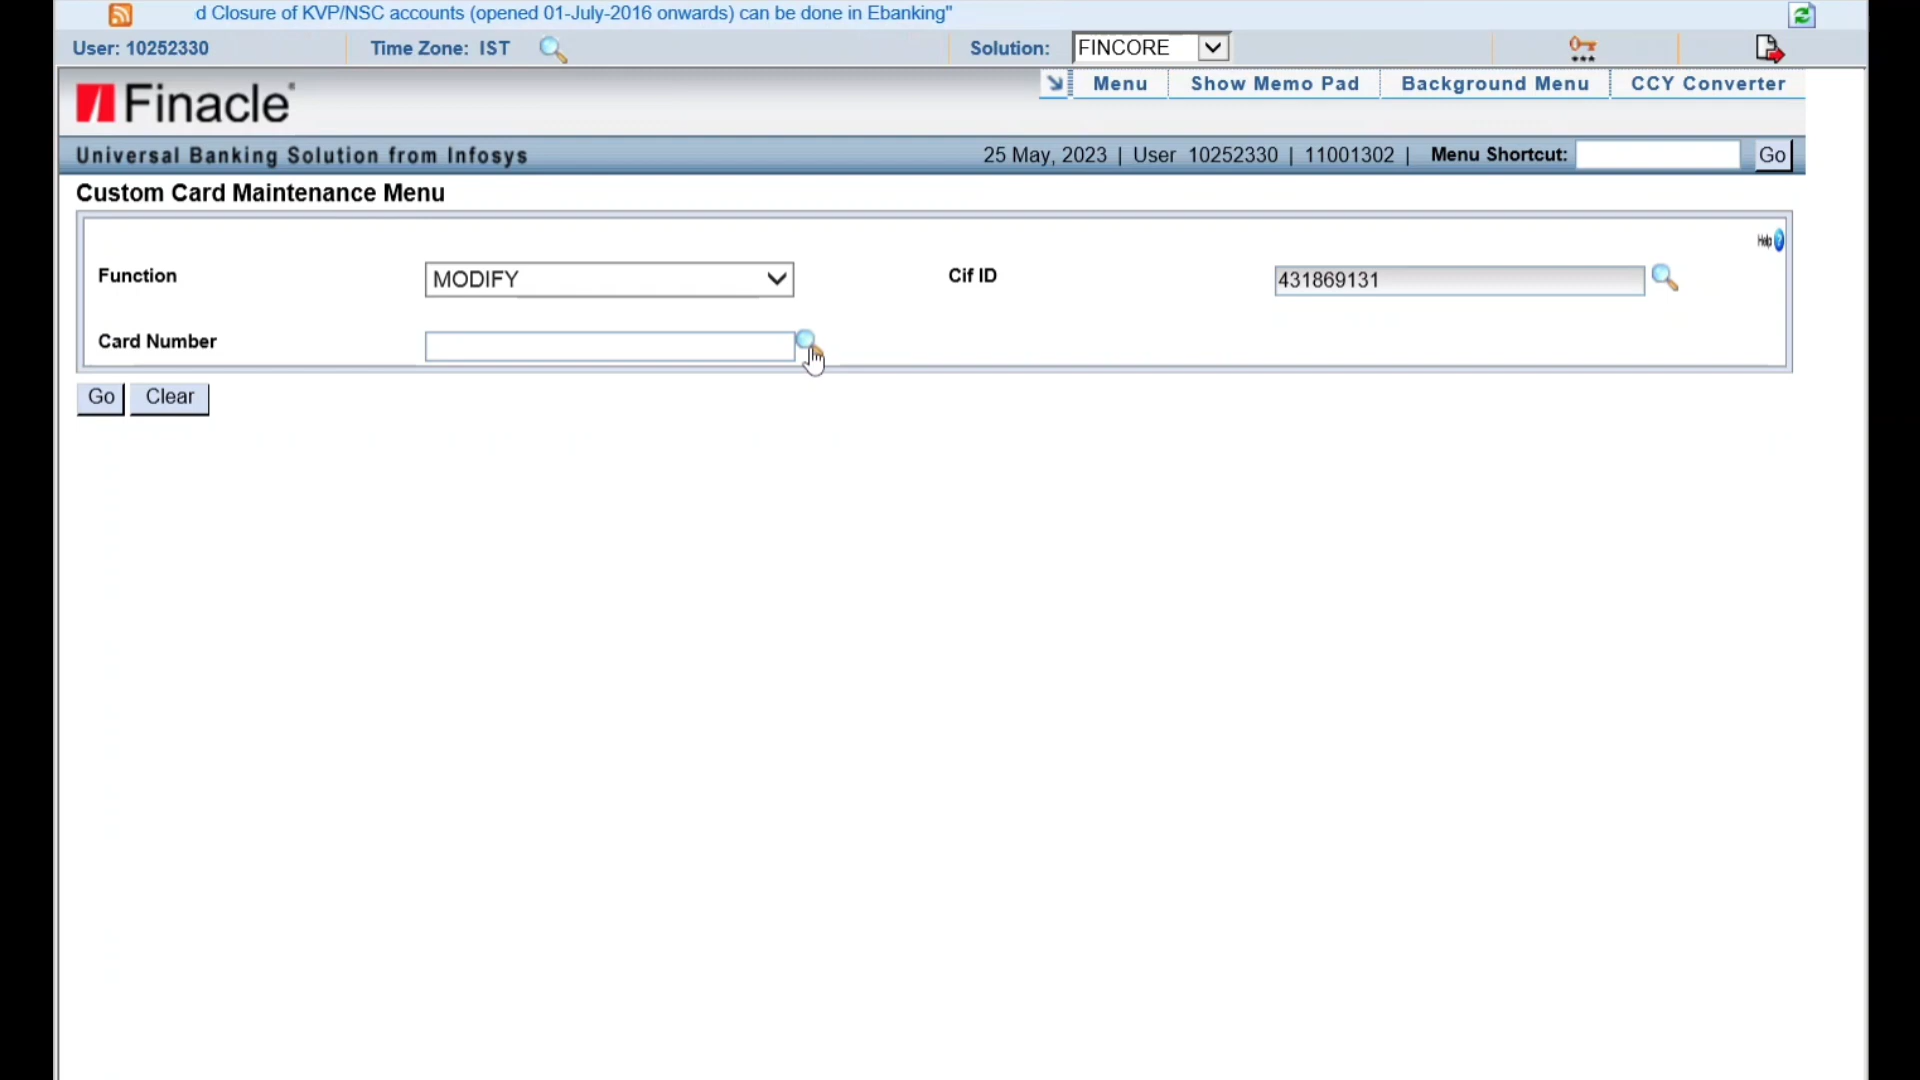 d Closure of KVP/NSC accounts (opened 01-July-2016 onwards) can be done in Ebanking"
User: 10252330 Time Zone: IST Solution: FINCORE
Menu Show Memo Pad Background Menu CCY Converter
Finacle
Universal Banking Solution from Infosys 25 May, 2023 | User 10252330 | 11001302 | Menu Shortcut: Go
Custom Card Maintenance Menu
Help
Function MODIFY Cif ID 431869131
Card Number
Go Clear